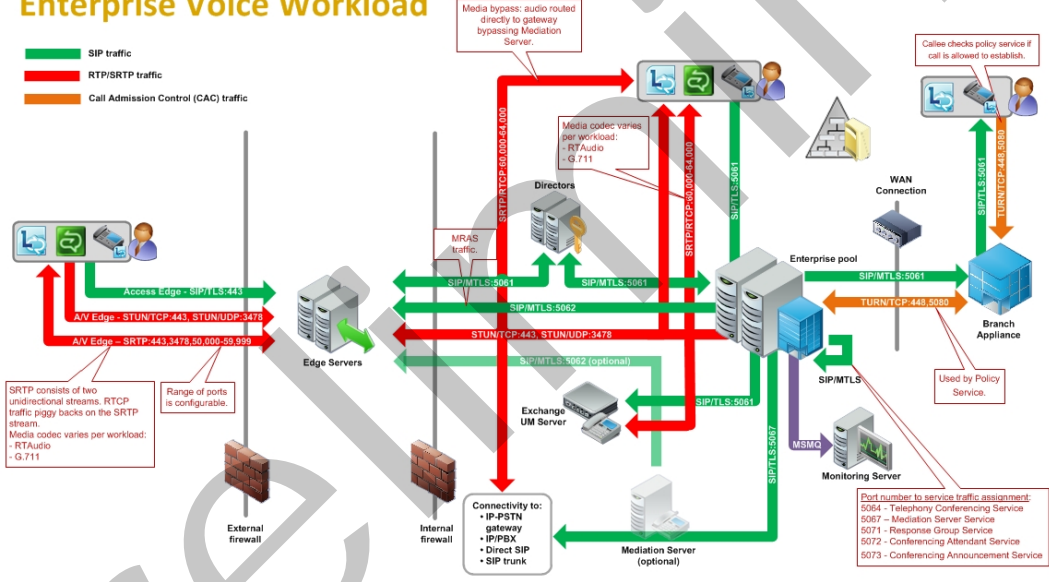 Enterprise Voice Workload
SIP traffic
RTP/SRTP traffic
Call Admission Control (CAC) traffic
Media bypass: audio routed
directly to gateway
bypassing Mediation
Server.
Callee checks policy service if
call is allowed to establish.
Media codec varies
per workload:
- RTAudio
- G.711
SRTP/RTCP:60,000-64,000
SRTP/RTCP:60,000-64,000
SIP/TLS:5061
SIP/TLS:5061
TURN/TCP:448,5080
WAN
Connection
Directors
MRAS
traffic.
Enterprise pool
SIP/MTLS:5061
SIP/MTLS:5061
SIP/MTLS:5061
TURN/TCP:448,5080
Branch
Appliance
Access Edge - SIP/TLS:443
A/V Edge - STUN/TCP:443, STUN/UDP:3478
A/V Edge – SRTP:443,3478,50,000-59,999
SIP/MTLS:5062
STUN/TCP:443, STUN/UDP:3478
SIP/MTLS:5062 (optional)
Edge Servers
SRTP consists of two
unidirectional streams. RTCP
traffic piggy backs on the SRTP
stream.
Media codec varies per workload:
- RTAudio
- G.711
Range of ports
is configurable.
Exchange
UM Server
SIP/TLS:5061
SIP/TLS:5067
SIP/MTLS
Used by Policy
Service.
MSMQ
Monitoring Server
External
firewall
Internal
firewall
Connectivity to:
• IP-PSTN
gateway
• IP/PBX
• Direct SIP
• SIP trunk
Mediation Server
(optional)
Port number to service traffic assignment:
5064 - Telephony Conferencing Service
5067 – Mediation Server Service
5071 - Response Group Service
5072 - Conferencing Attendant Service
5073 - Conferencing Announcement Service